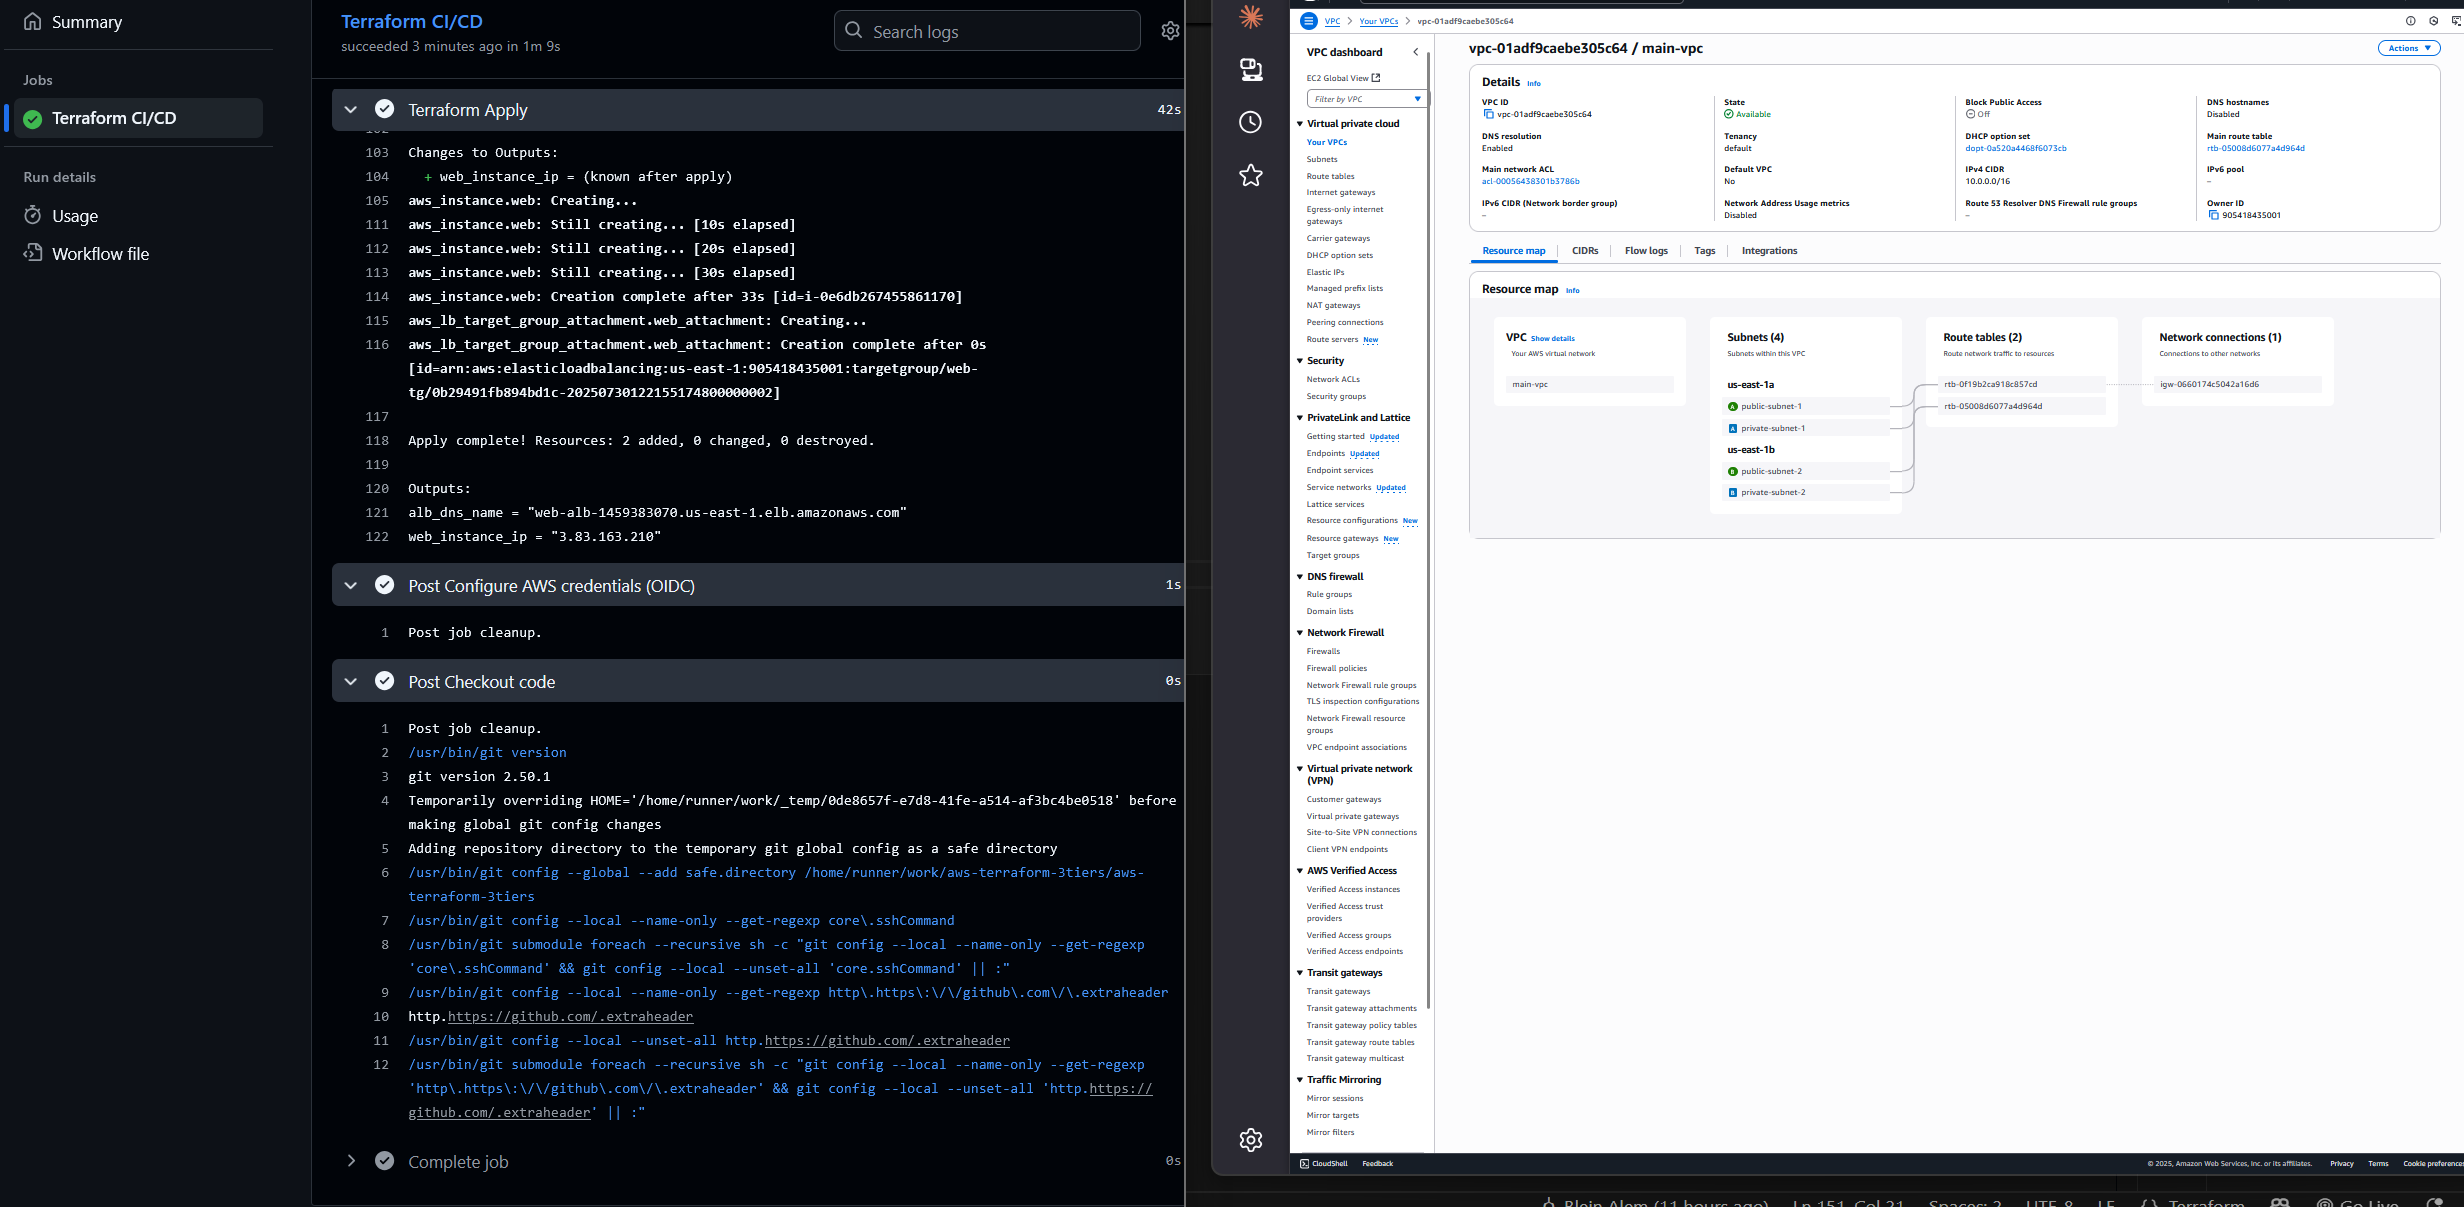 Summary
Jobs
Terraform CI/CD
Run details
Usage
Workflow file
Terraform CI/CD
succeeded 3 minutes ago in 1m 9s
Search logs
Terraform Apply
42s
103 Changes to Outputs:
104 + web_instance_ip = (known after apply)
105 aws_instance.web: Creating...
111 aws_instance.web: Still creating... [10s elapsed]
112 aws_instance.web: Still creating... [20s elapsed]
113 aws_instance.web: Still creating... [30s elapsed]
114 aws_instance.web: Creation complete after 33s [id=i-0e6db267455861170]
115 aws_lb_target_group_attachment.web_attachment: Creating...
116 aws_lb_target_group_attachment.web_attachment: Creation complete after 0s
[id=arn:aws:elasticloadbalancing:us-east-1:905418435001:targetgroup/web-
tg/0b29491fb894bd1c-20250730122155174800000002]
117
118 Apply complete! Resources: 2 added, 0 changed, 0 destroyed.
119
120 Outputs:
121 alb_dns_name = "web-alb-1459383070.us-east-1.elb.amazonaws.com"
122 web_instance_ip = "3.83.163.210"
Post Configure AWS credentials (OIDC)
1s
1 Post job cleanup.
Post Checkout code
0s
1 Post job cleanup.
2 /usr/bin/git version
3 git version 2.50.1
4 Temporarily overriding HOME='/home/runner/work/_temp/0de8657f-e7d8-41fe-a514-af3bc4be0518' before
making global git config changes
5 Adding repository directory to the temporary git global config as a safe directory
6 /usr/bin/git config --global --add safe.directory /home/runner/work/aws-terraform-3tiers/aws-
terraform-3tiers
7 /usr/bin/git config --local --name-only --get-regexp core\.sshCommand
8 /usr/bin/git submodule foreach --recursive sh -c "git config --local --name-only --get-regexp
'core\.sshCommand' && git config --local --unset-all 'core.sshCommand' || :"
9 /usr/bin/git config --local --name-only --get-regexp http\.https\:\/\/github\.com\/\.extraheader
10 http.https://github.com/.extraheader
11 /usr/bin/git config --local --unset-all http.https://github.com/.extraheader
12 /usr/bin/git submodule foreach --recursive sh -c "git config --local --name-only --get-regexp
'http\.https\:\/\/github\.com\/\.extraheader' && git config --local --unset-all 'http.https://
github.com/.extraheader' || :"
Complete job
0s
VPC > Your VPCs > vpc-01adf9caebe305c64
VPC dashboard
EC2 Global View
Filter by VPC
Virtual private cloud
Your VPCs
Subnets
Route tables
Internet gateways
Egress-only internet
gateways
Carrier gateways
DHCP option sets
Elastic IPs
Managed prefix lists
NAT gateways
Peering connections
Route servers New
Security
Network ACLs
Security groups
PrivateLink and Lattice
Getting started Updated
Endpoints Updated
Endpoint services
Service networks Updated
Lattice services
Resource configurations New
Resource gateways New
Target groups
DNS firewall
Rule groups
Domain lists
Network Firewall
Firewalls
Firewall policies
Network Firewall rule groups
TLS inspection configurations
Network Firewall resource
groups
VPC endpoint associations
Virtual private network
(VPN)
Customer gateways
Virtual private gateways
Site-to-Site VPN connections
Client VPN endpoints
AWS Verified Access
Verified Access instances
Verified Access trust
providers
Verified Access groups
Verified Access endpoints
Transit gateways
Transit gateways
Transit gateway attachments
Transit gateway policy tables
Transit gateway route tables
Transit gateway multicast
Traffic Mirroring
Mirror sessions
Mirror targets
Mirror filters
vpc-01adf9caebe305c64 / main-vpc
Actions
Details Info
VPC ID
vpc-01adf9caebe305c64
State
Available
Block Public Access
Off
DNS hostnames
Disabled
DNS resolution
Enabled
Tenancy
default
DHCP option set
dopt-0a520a4468f6073cb
Main route table
rtb-05008d6077a4d964d
Main network ACL
acl-00056438301b3786b
Default VPC
No
IPv4 CIDR
10.0.0.0/16
IPv6 pool
–
IPv6 CIDR (Network border group)
–
Network Address Usage metrics
Disabled
Route 53 Resolver DNS Firewall rule groups
–
Owner ID
905418435001
Resource map CIDRs Flow logs Tags Integrations
Resource map Info
VPC Show details
Your AWS virtual network
main-vpc
Subnets (4)
Subnets within this VPC
us-east-1a
A public-subnet-1
A private-subnet-1
us-east-1b
B public-subnet-2
B private-subnet-2
Route tables (2)
Route network traffic to resources
rtb-0f19b2ca918c857cd
rtb-05008d6077a4d964d
Network connections (1)
Connections to other networks
igw-0660174c5042a16d6
CloudShell Feedback
© 2025, Amazon Web Services, Inc. or its affiliates. Privacy Terms Cookie preferences
Blein Alem (11 hours ago) Ln 151, Col 21 Spaces: 2 UTF-8 LF {} Terraform Go Live